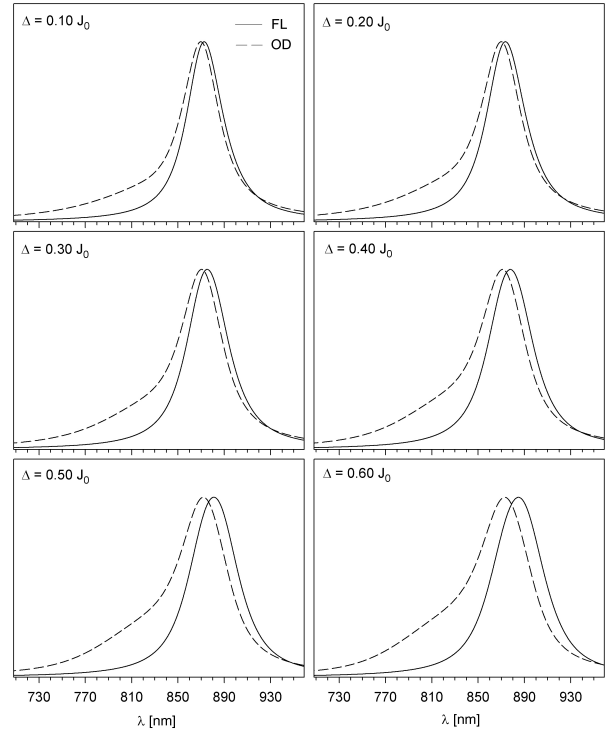 Δ = 0.10 J₀
FL
OD
Δ = 0.20 J₀
Δ = 0.30 J₀
Δ = 0.40 J₀
Δ = 0.50 J₀
Δ = 0.60 J₀
730 770 810 850 890 930
730 770 810 850 890 930
λ [nm]
λ [nm]